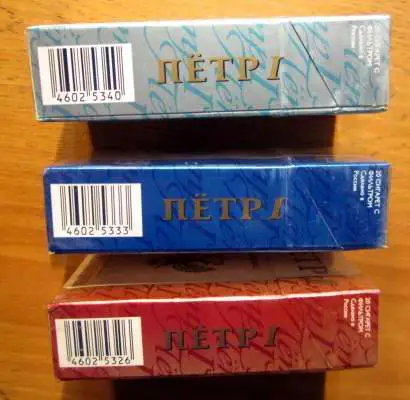 4602 5340
ПЁТР I
20 СИГАРЕТ С
ФИЛЬТРОМ
Сделано в
России
4602 5333
ПЁТР I
20 СИГАРЕТ С
ФИЛЬТРОМ
Сделано в
России
4602 5326
ПЁТР I
20 СИГАРЕТ С
ФИЛЬТРОМ
Сделано в
России